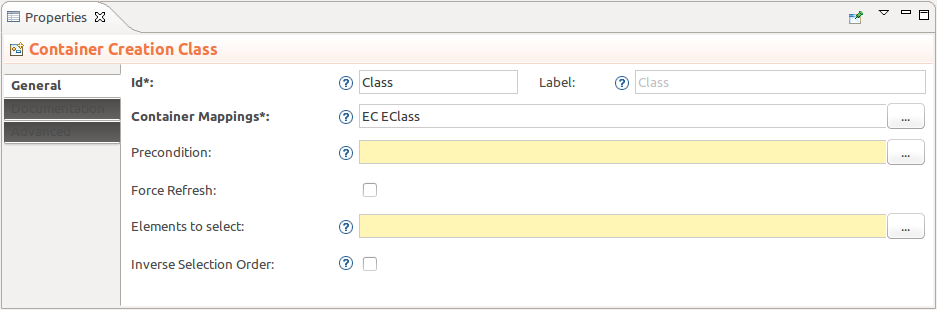 Properties
Container Creation Class
General
Documentation
Advanced
Id*: ? Class Label: ? Class
Container Mappings*: ? EC EClass ...
Precondition: ? ...
Force Refresh:
Elements to select: ? ...
Inverse Selection Order: ?